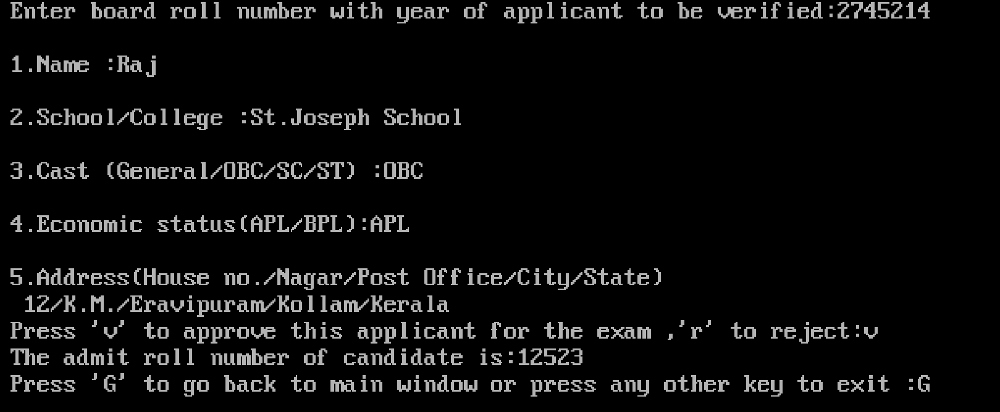 Enter board roll number with year of applicant to be verified:2745214
1.Name :Raj
2.School/College :St.Joseph School
3.Cast (General/OBC/SC/ST) :OBC
4.Economic status(APL/BPL):APL
5.Address(House no./Nagar/Post Office/City/State)
12/K.M./Eravipuram/Kollam/Kerala
Press 'v' to approve this applicant for the exam ,'r' to reject:v
The admit roll number of candidate is:12523
Press 'G' to go back to main window or press any other key to exit :G